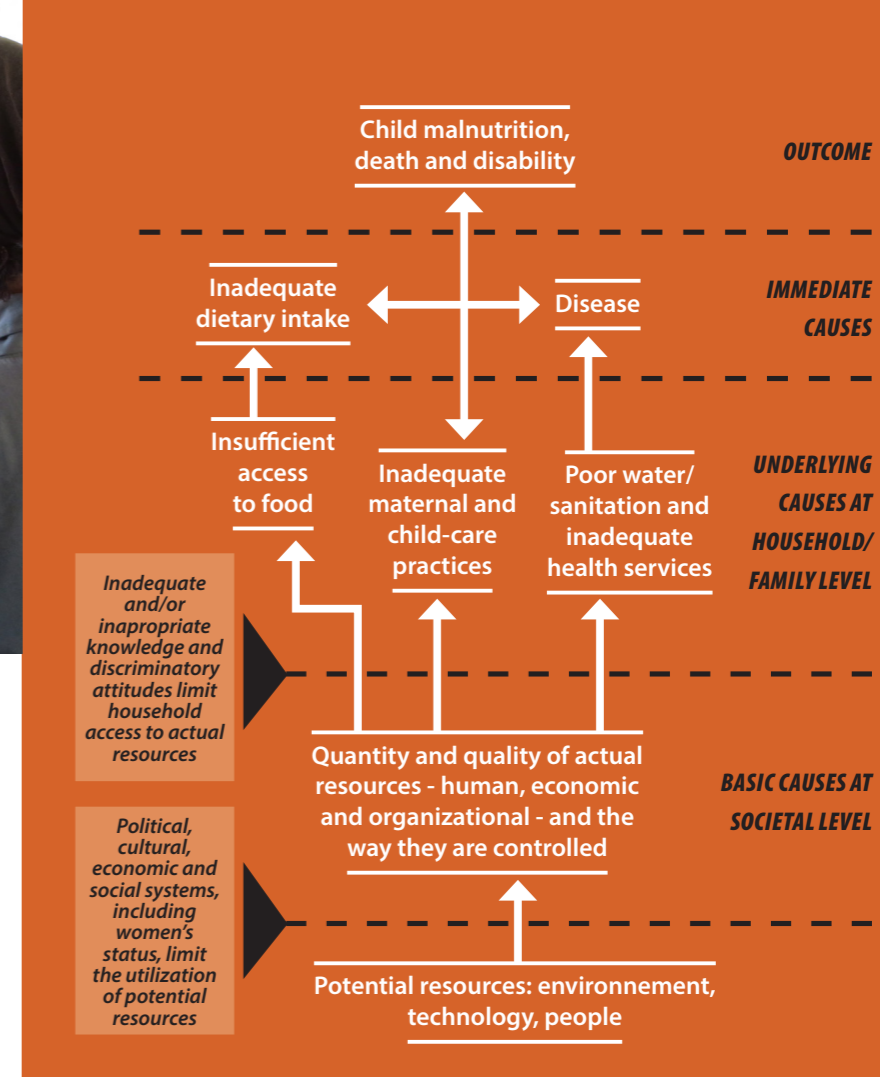 Child malnutrition,
death and disability
OUTCOME
Inadequate
dietary intake
Disease
IMMEDIATE
CAUSES
Insufficient
access
to food
Inadequate
maternal and
child-care
practices
Poor water/
sanitation and
inadequate
health services
UNDERLYING
CAUSES AT
HOUSEHOLD/
FAMILY LEVEL
Inadequate
and/or
inapropriate
knowledge and
discriminatory
attitudes limit
household
access to actual
resources
Quantity and quality of actual
resources - human, economic
and organizational - and the
way they are controlled
BASIC CAUSES AT
SOCIETAL LEVEL
Political,
cultural,
economic and
social systems,
including
women's
status, limit
the utilization
of potential
resources
Potential resources: environnement,
technology, people